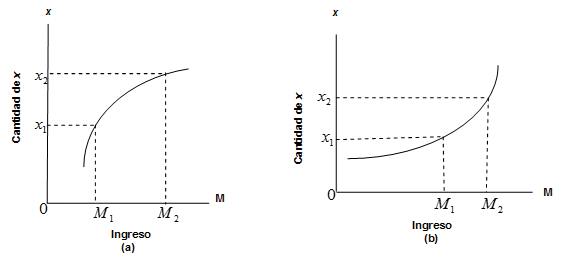 x
Cantidad de x
x2
x1
0
M1
M2
M
Ingreso
(a)
x
Cantidad de x
x2
x1
0
M1
M2
M
Ingreso
(b)